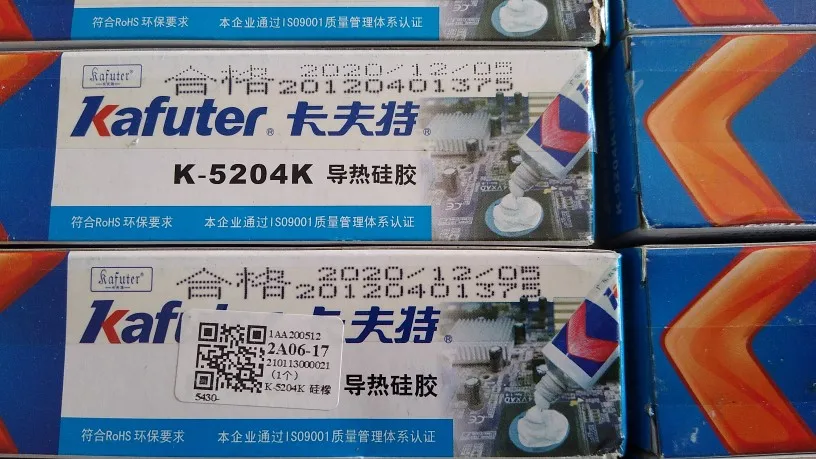 符合RoHS 环保要求 本企业通过ISO9001质量管理体系认证
Kafuter®
合格 2020/12/05
20120401375
Kafuter® 卡夫特®
K-5204K 导热硅胶
符合RoHS 环保要求 本企业通过ISO9001质量管理体系认证
Kafuter®
合格 2020/12/05
20120401375
Kafuter 卡夫特®
1AA200512
2A06-17
210113000021
(1个)
K-5204K 硅橡
5430-
导热硅胶
符合RoHS 环保要求 本企业通过ISO9001质量管理体系认证